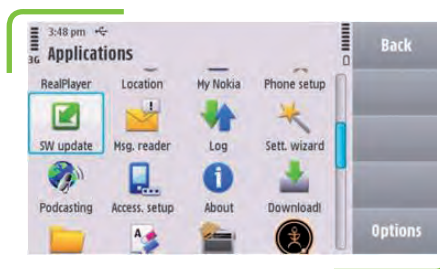 3:48 pm
Back
3G Applications
RealPlayer Location My Nokia Phone setup
SW update Msg. reader Log Sett. wizard
Podcasting Access. setup About Download!
Options